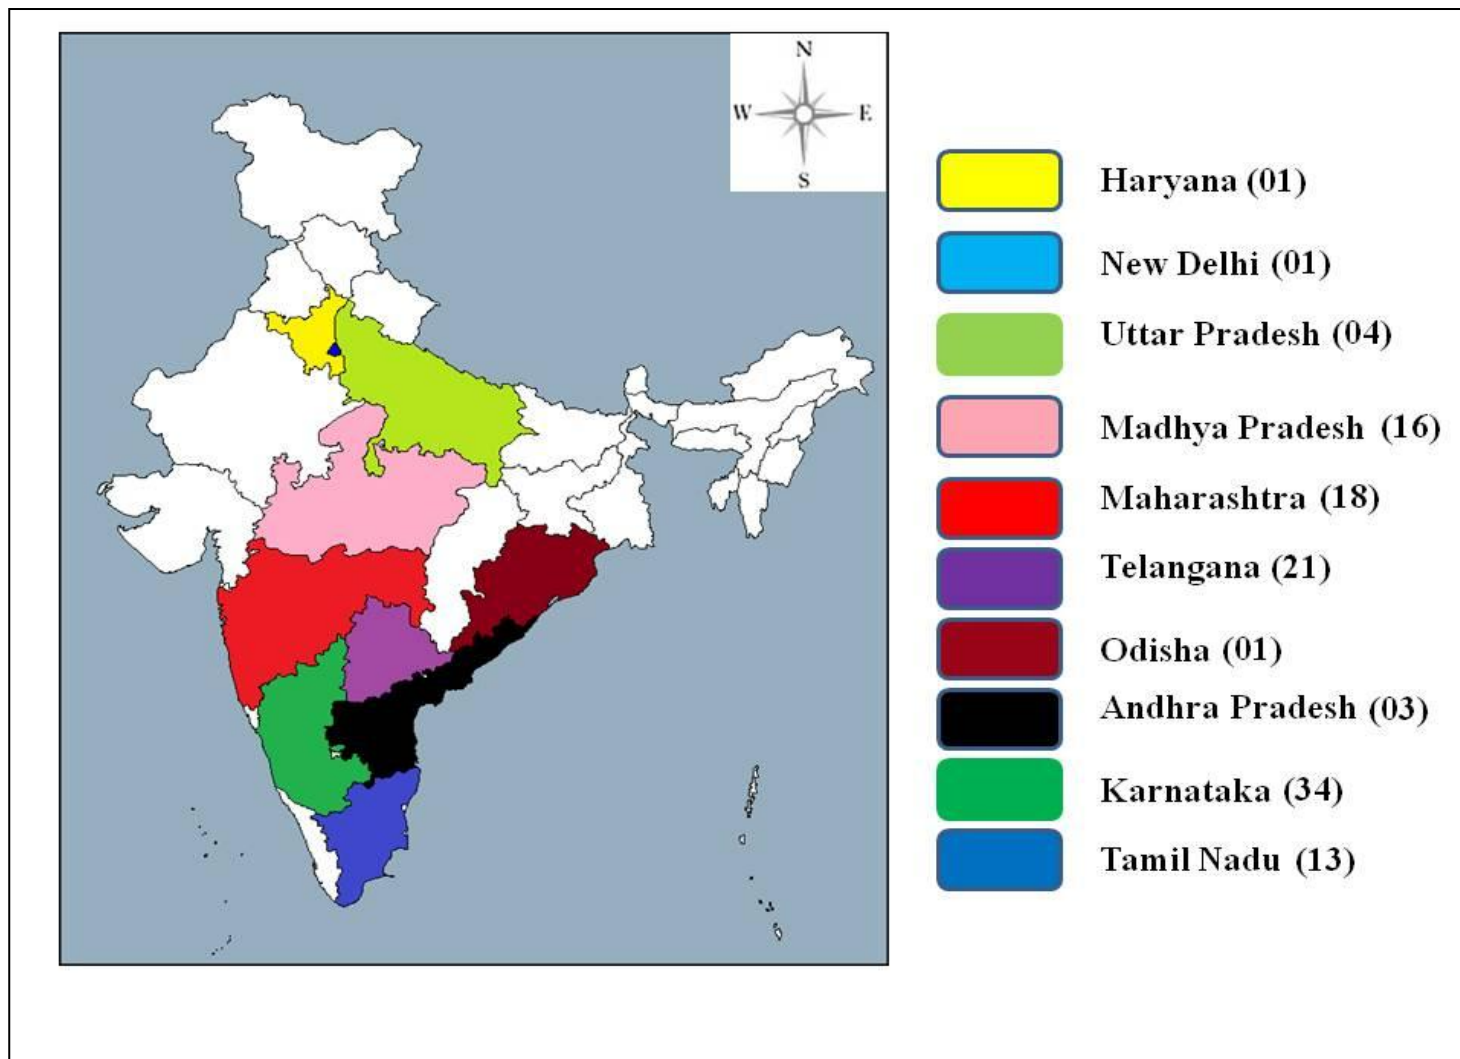 N
W E
S
Haryana (01)
New Delhi (01)
Uttar Pradesh (04)
Madhya Pradesh (16)
Maharashtra (18)
Telangana (21)
Odisha (01)
Andhra Pradesh (03)
Karnataka (34)
Tamil Nadu (13)